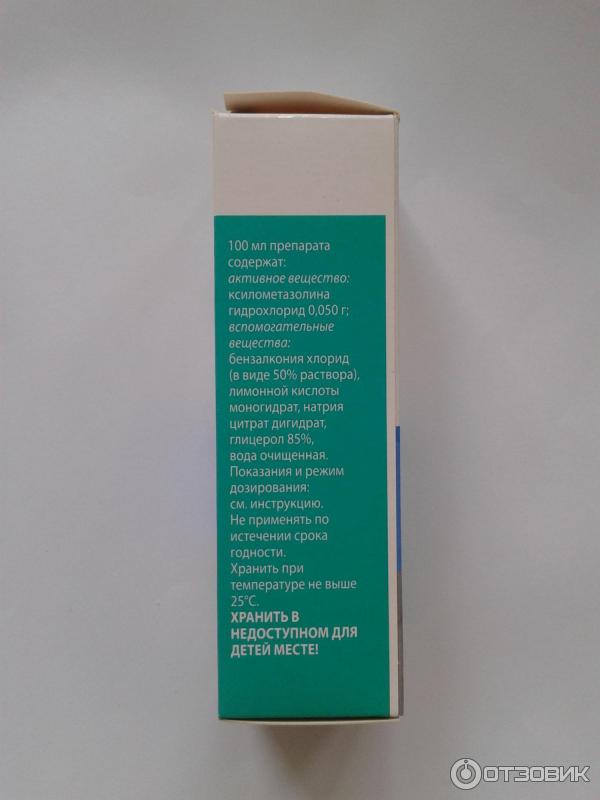 100 мл препарата
содержат:
активное вещество:
ксилометазолина
гидрохлорид 0,050 г;
вспомогательные
вещества:
бензалкония хлорид
(в виде 50% раствора),
лимонной кислоты
моногидрат, натрия
цитрат дигидрат,
глицерол 85%,
вода очищенная.
Показания и режим
дозирования:
см. инструкцию.
Не применять по
истечении срока
годности.
Хранить при
температуре не выше
25°С.
ХРАНИТЬ В
НЕДОСТУПНОМ ДЛЯ
ДЕТЕЙ МЕСТЕ!
ОТЗОВИК